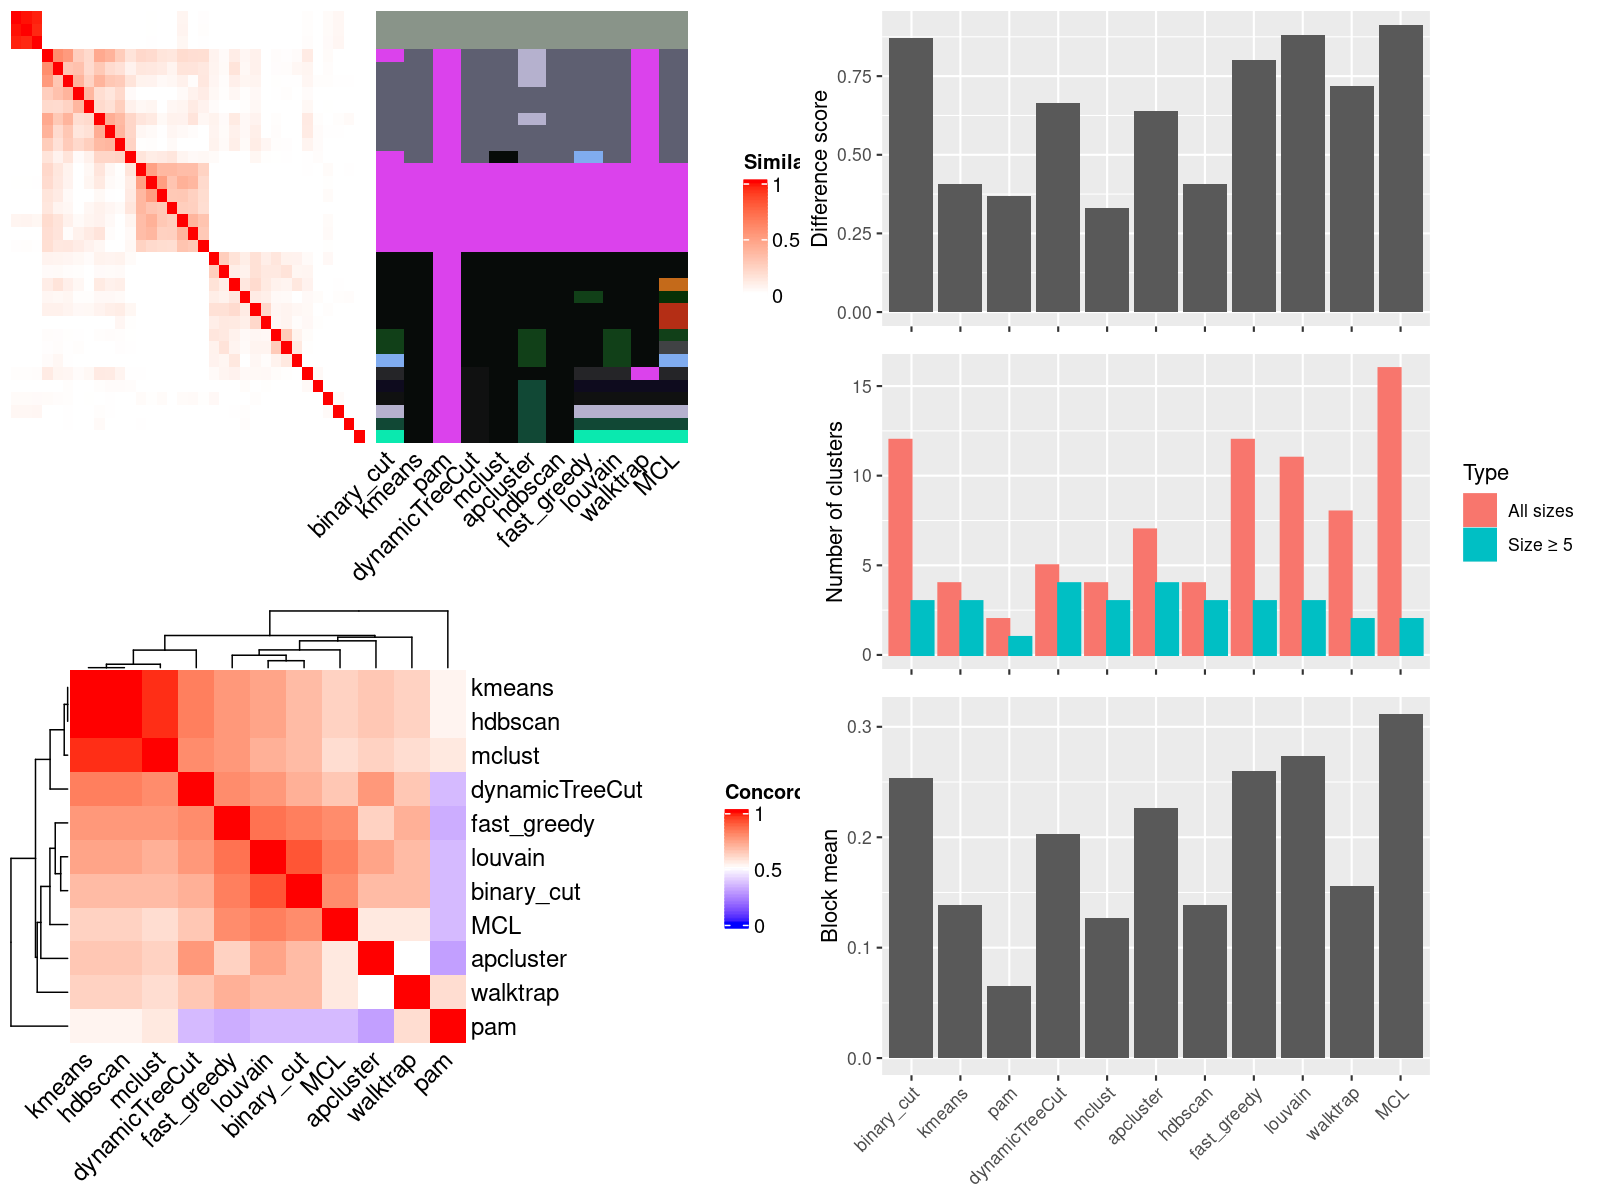 Simila
1
0.5
0
binary_cut
kmeans
pam
dynamicTreeCut
mclust
apcluster
hdbscan
fast_greedy
louvain
walktrap
MCL
kmeans
hdbscan
mclust
dynamicTreeCut
fast_greedy
louvain
binary_cut
MCL
apcluster
walktrap
pam
kmeans
hdbscan
mclust
dynamicTreeCut
fast_greedy
louvain
binary_cut
MCL
apcluster
walktrap
pam
Concord
1
0.5
0
Difference score
0.75
0.50
0.25
0.00
Number of clusters
15
10
5
0
Type
All sizes
Size ≥ 5
Block mean
0.3
0.2
0.1
0.0
binary_cut
kmeans
pam
dynamicTreeCut
mclust
apcluster
hdbscan
fast_greedy
louvain
walktrap
MCL